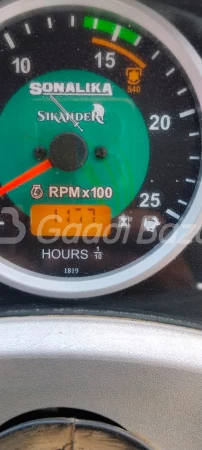 10 15 20 25
540
SONALIKA
SIKANDER
RPM x 100
Gaadi Bazaar
HOURS 1/10
1819